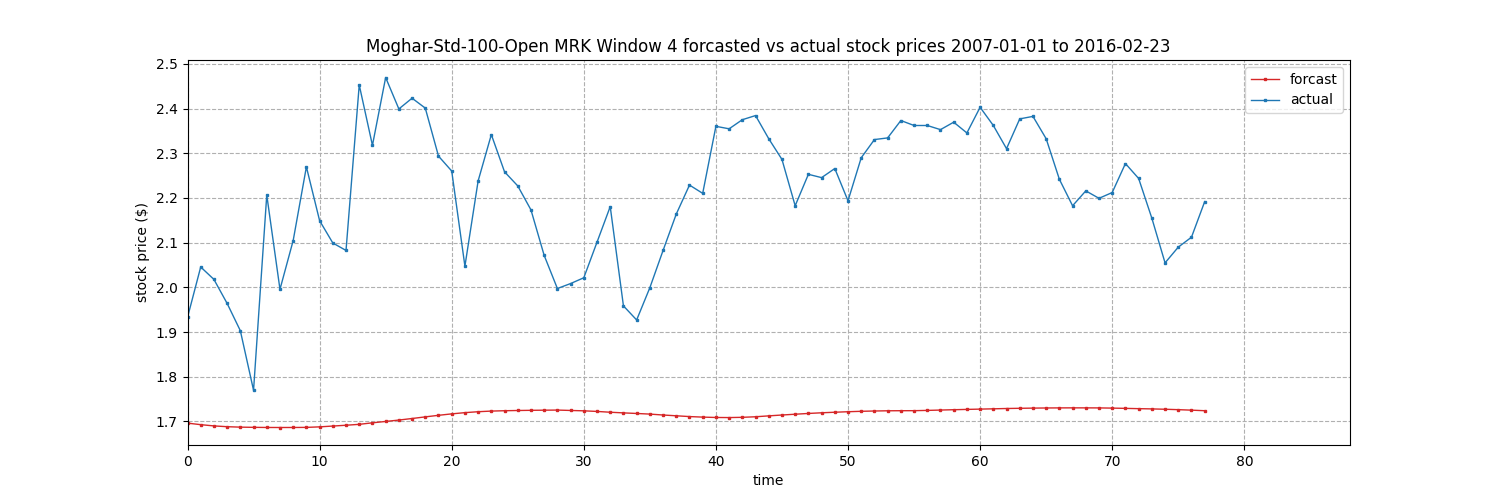 Moghar-Std-100-Open MRK Window 4 forcasted vs actual stock prices 2007-01-01 to 2016-02-23
forcast
actual
stock price ($)
2.5
2.4
2.3
2.2
2.1
2.0
1.9
1.8
1.7
0 10 20 30 40 50 60 70 80
time